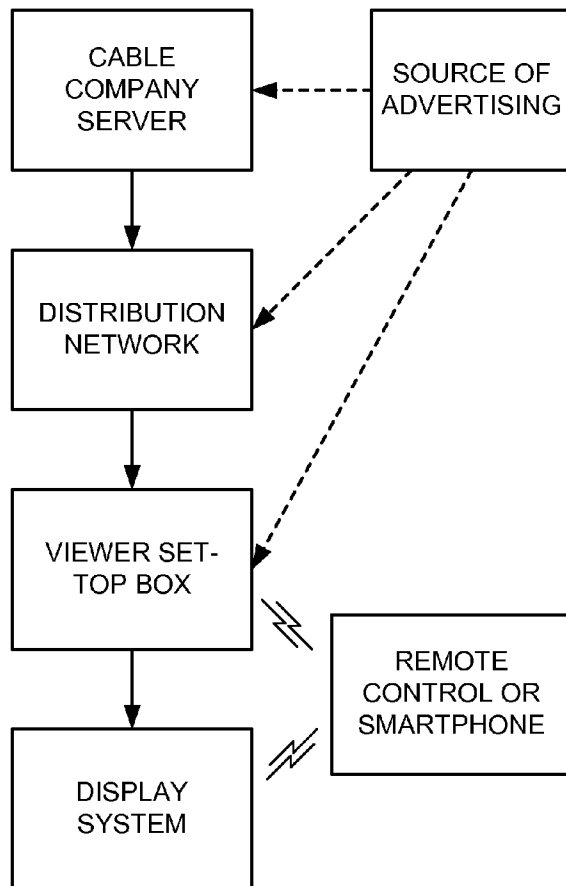 CABLE
COMPANY
SERVER
SOURCE OF
ADVERTISING
DISTRIBUTION
NETWORK
VIEWER SET-
TOP BOX
REMOTE
CONTROL OR
SMARTPHONE
DISPLAY
SYSTEM